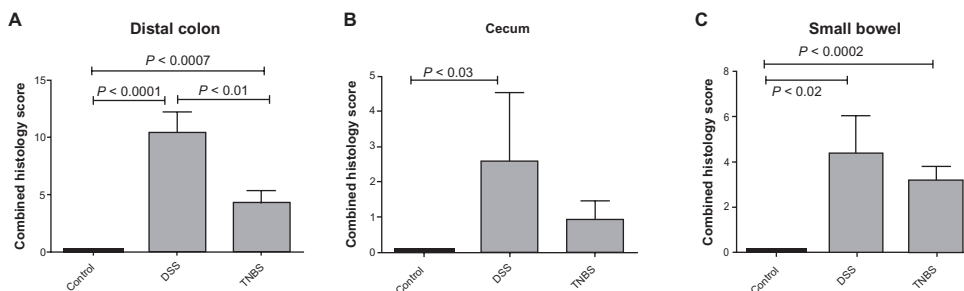 A
Distal colon
P < 0.0007
P < 0.0001
P < 0.01
Combined histology score
15
10
5
0
Control
DSS
TNBS
B
Cecum
P < 0.03
Combined histology score
5
4
3
2
1
0
Control
DSS
TNBS
C
Small bowel
P < 0.0002
P < 0.02
Combined histology score
8
6
4
2
0
Control
DSS
TNBS